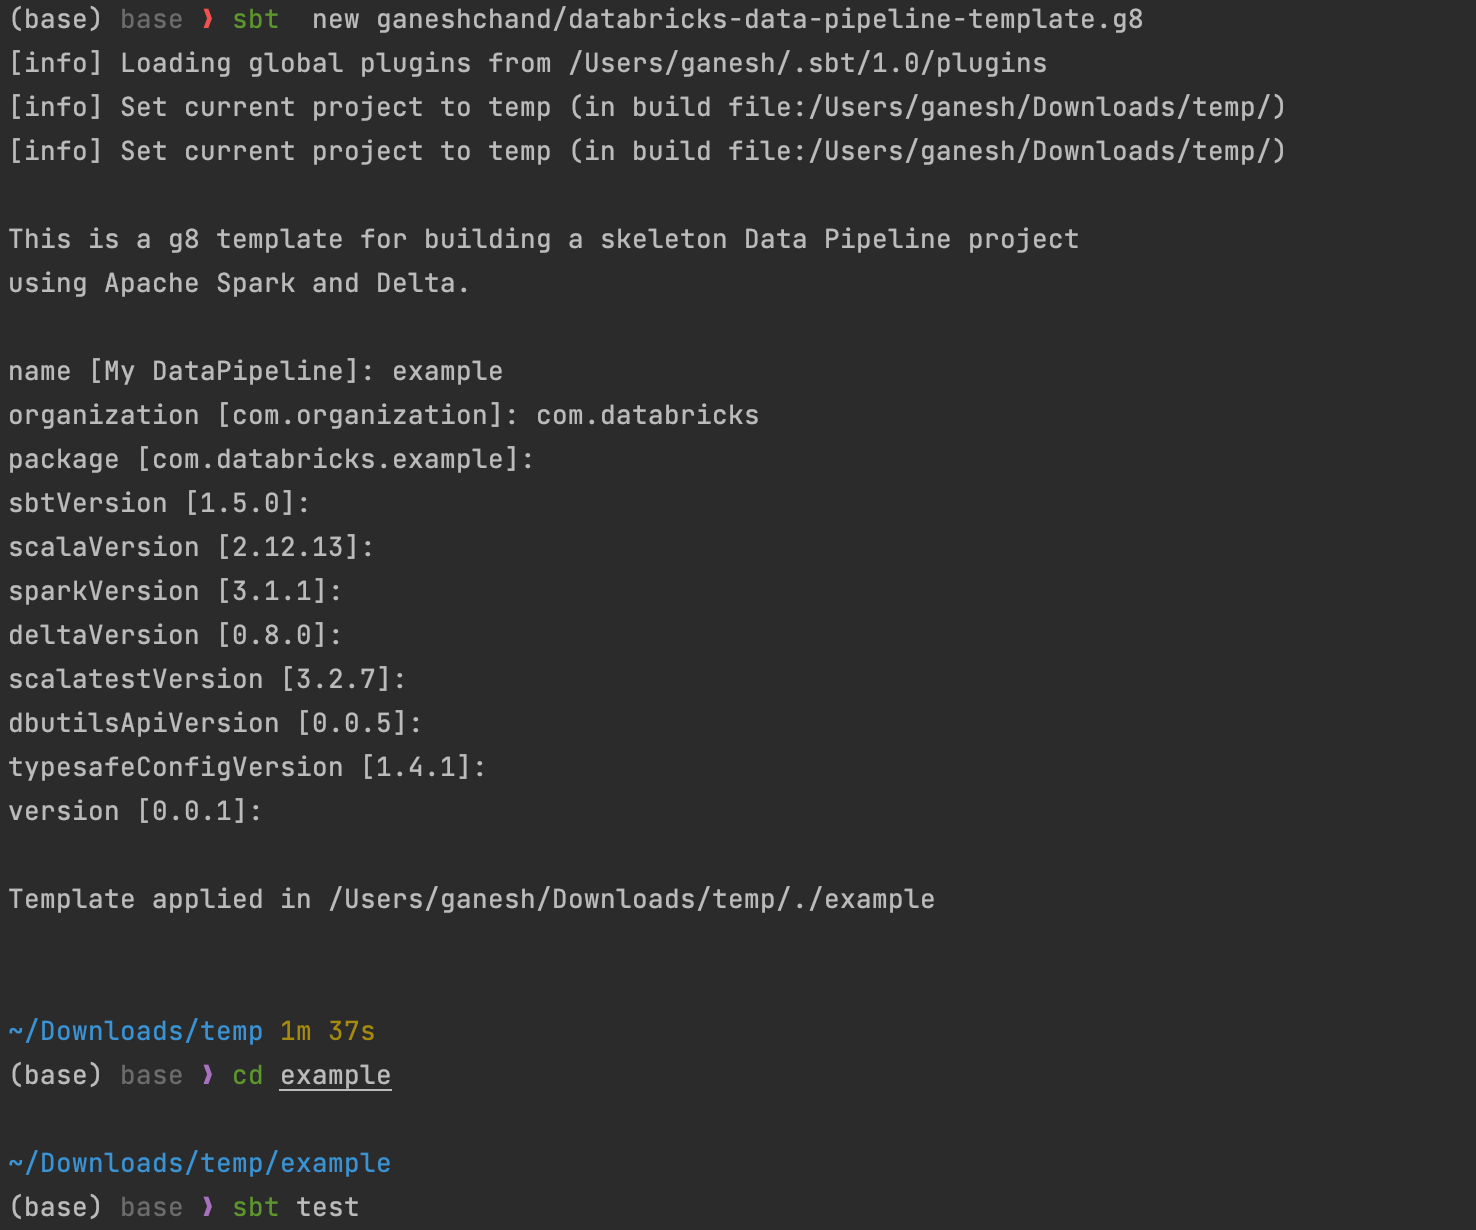 (base) base ❱ sbt  new ganeshchand/databricks-data-pipeline-template.g8
[info] Loading global plugins from /Users/ganesh/.sbt/1.0/plugins
[info] Set current project to temp (in build file:/Users/ganesh/Downloads/temp/)
[info] Set current project to temp (in build file:/Users/ganesh/Downloads/temp/)
This is a g8 template for building a skeleton Data Pipeline project
using Apache Spark and Delta.
name [My DataPipeline]: example
organization [com.organization]: com.databricks
package [com.databricks.example]:
sbtVersion [1.5.0]:
scalaVersion [2.12.13]:
sparkVersion [3.1.1]:
deltaVersion [0.8.0]:
scalatestVersion [3.2.7]:
dbutilsApiVersion [0.0.5]:
typesafeConfigVersion [1.4.1]:
version [0.0.1]:
Template applied in /Users/ganesh/Downloads/temp/./example
~/Downloads/temp 1m 37s
(base) base ❱ cd example
~/Downloads/temp/example
(base) base ❱ sbt test